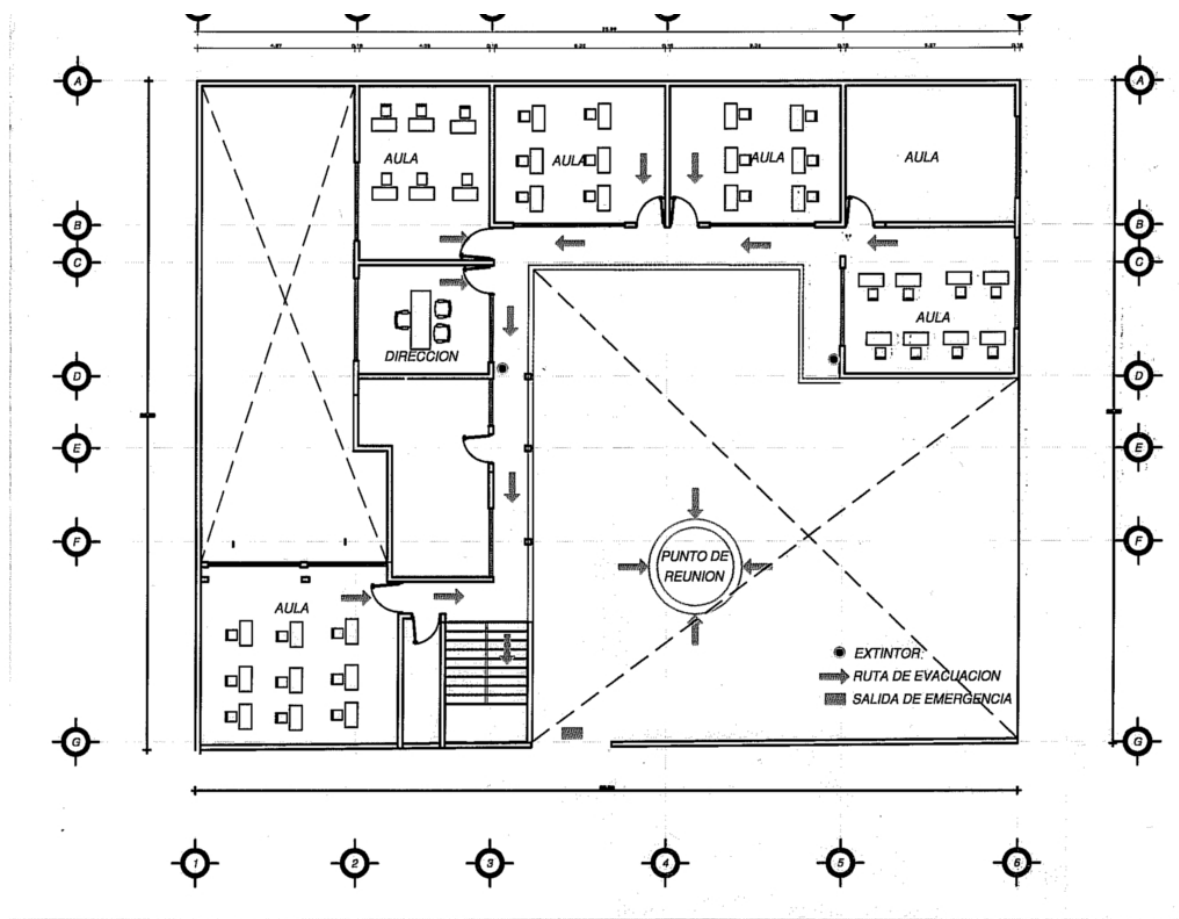 A
A
AULA
AULA
AULA
AULA
B
B
C
C
AULA
DIRECCION
D
D
E
E
F
F
PUNTO DE
REUNION
AULA
EXTINTOR
RUTA DE EVACUACION
SALIDA DE EMERGENCIA
G
G
1
2
3
4
5
6